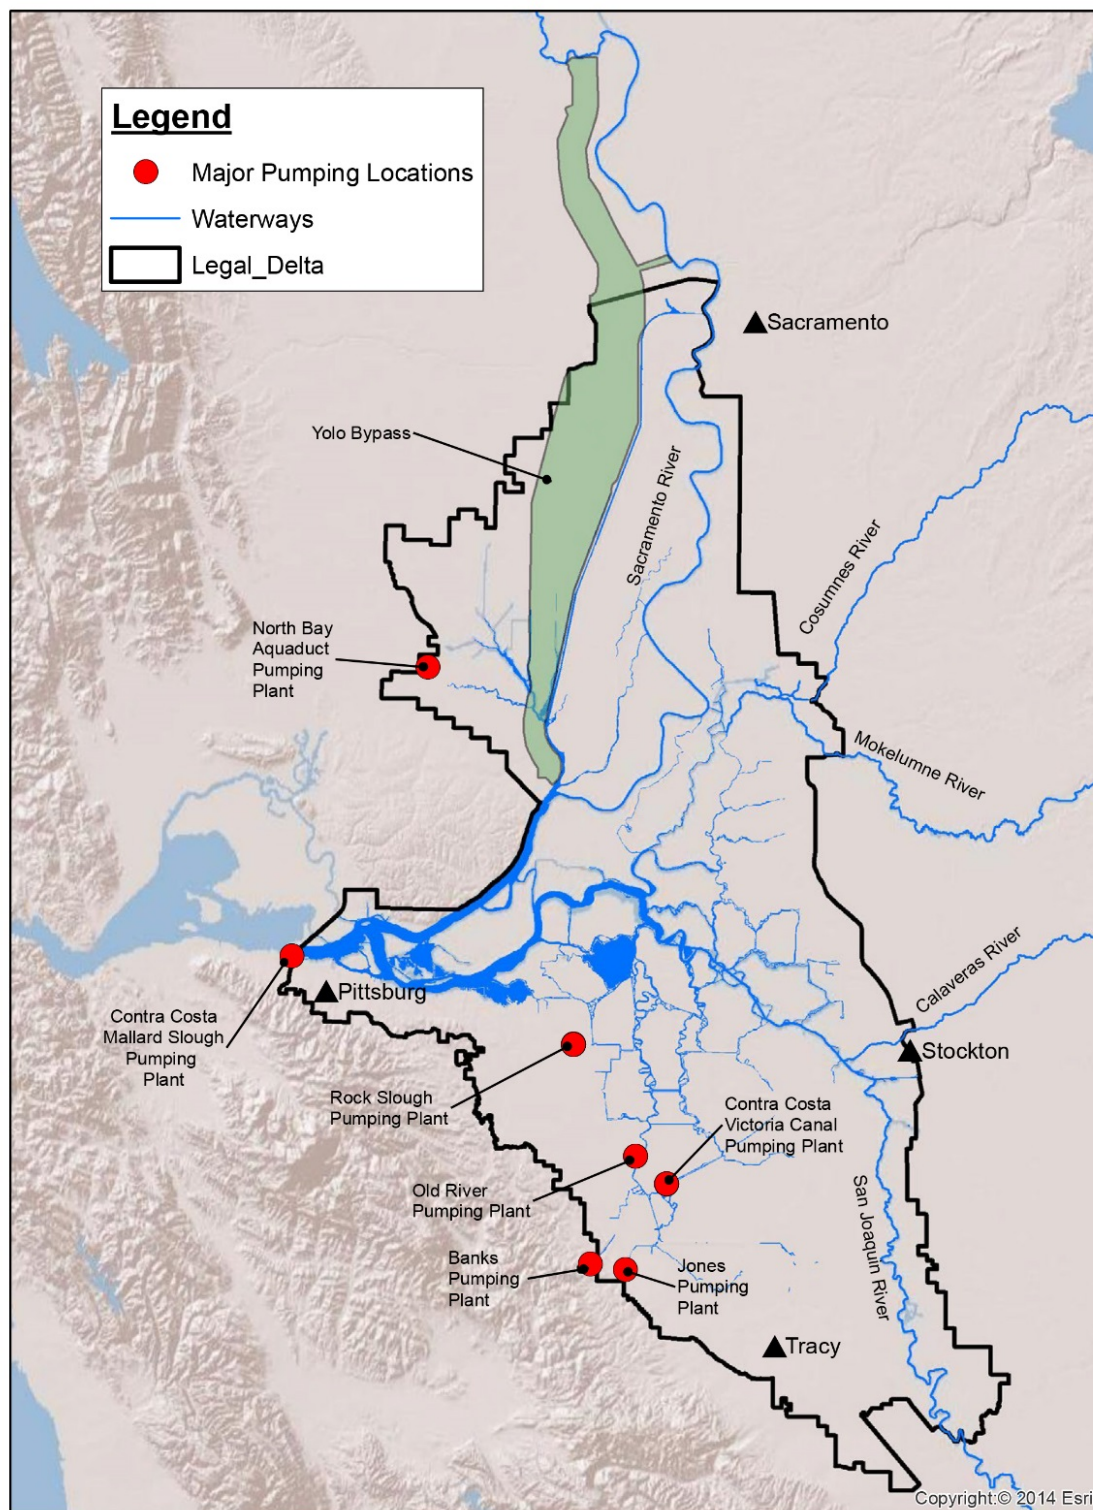 Legend
Major Pumping Locations
Waterways
Legal_Delta
Sacramento
Yolo Bypass
Sacramento River
Cosumnes River
North Bay
Aquaduct
Pumping
Plant
Mokelumne River
Calaveras River
Pittsburg
Contra Costa
Mallard Slough
Pumping
Plant
Stockton
Rock Slough
Pumping Plant
Contra Costa
Victoria Canal
Pumping Plant
Old River
Pumping Plant
San Joaquin River
Banks
Pumping
Plant
Jones
Pumping
Plant
Tracy
Copyright:© 2014 Esri